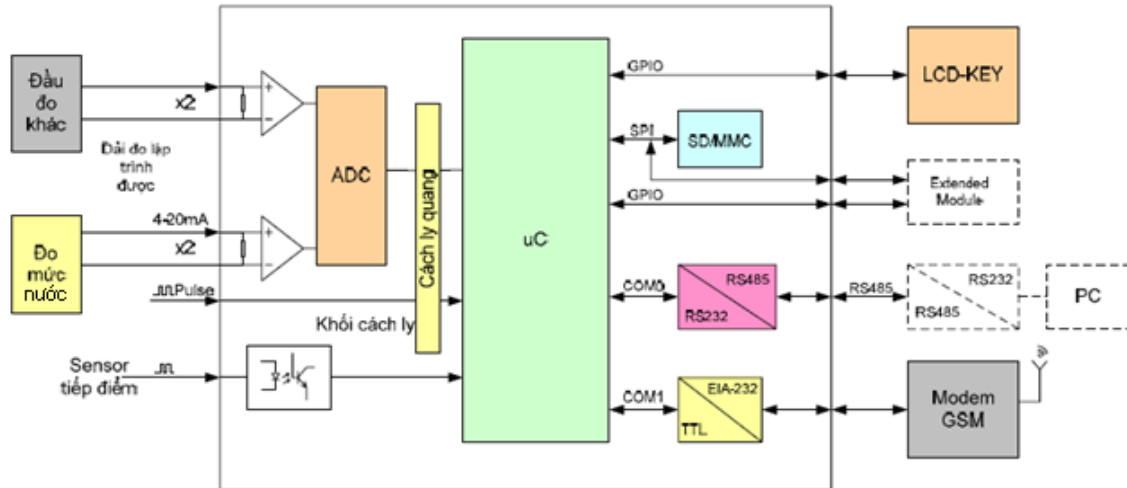 Đầu
đo
khác
x2
Dải đo lập
trình
được
4-20mA
x2
Đo
mức
nước
Pulse
Sensor
tiếp điểm
ADC
Cách ly quang
Khối cách ly
uC
GPIO
SPI
GPIO
COM0
COM1
SD/MMC
RS485
RS232
EIA-232
TTL
LCD-KEY
Extended
Module
RS485
RS232
RS485
PC
Modem
GSM